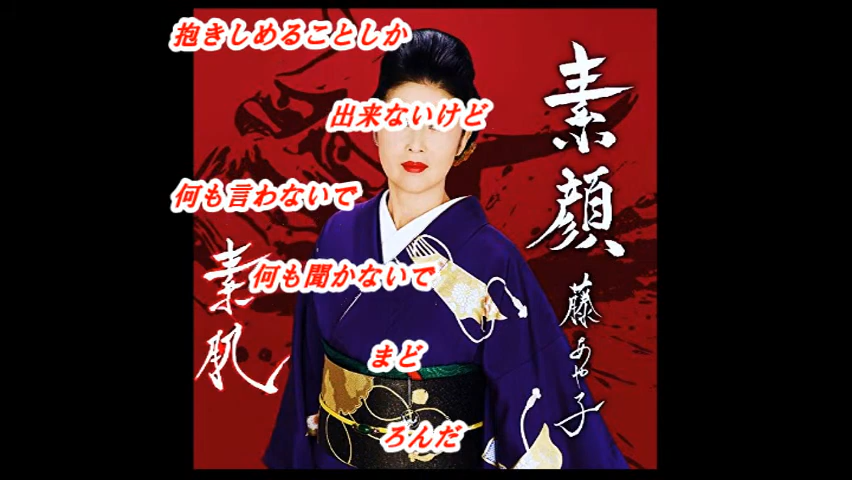 抱きしめることしか
出来ないけど
何も言わないで
何も聞かないで
まど
ろんだ
素顔
藤あや子
素肌